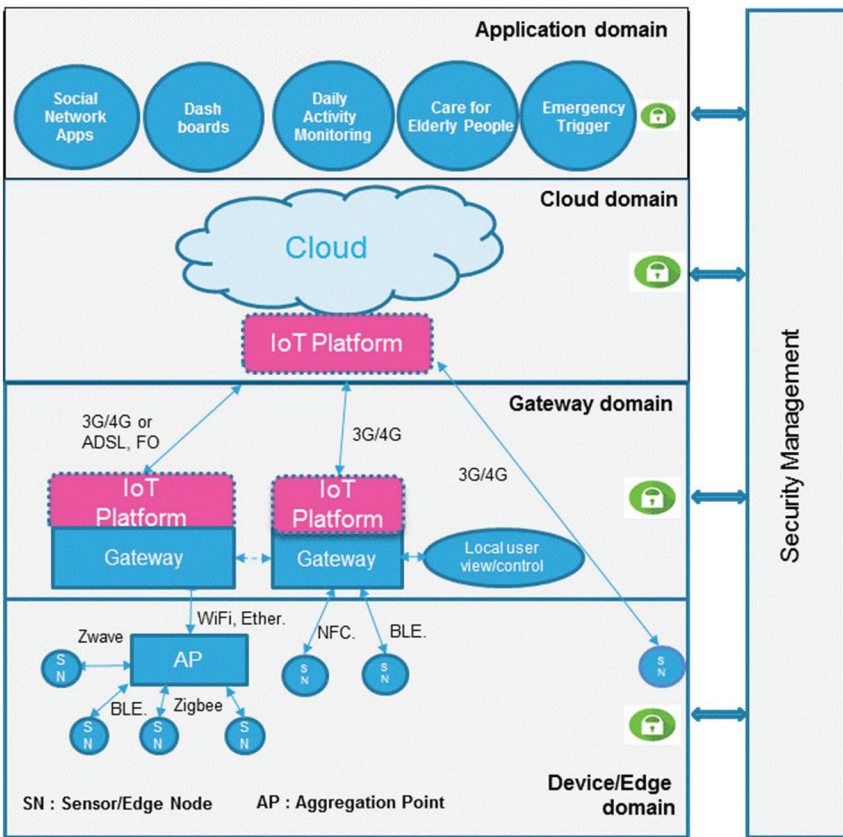 Application domain
Social
Network
Apps
Dash
boards
Daily
Activity
Monitoring
Care for
Elderly People
Emergency
Trigger
Cloud domain
Cloud
IoT Platform
Gateway domain
3G/4G or
ADSL, FO
3G/4G
3G/4G
IoT
Platform
IoT
Platform
Gateway
Gateway
Local user
view/control
WiFi, Ether.
Zwave
AP
NFC.
BLE.
S
N
S
N
S
N
S
N
BLE.
Zigbee
S
N
S
N
S
N
Device/Edge
domain
SN : Sensor/Edge Node
AP : Aggregation Point
Security Management